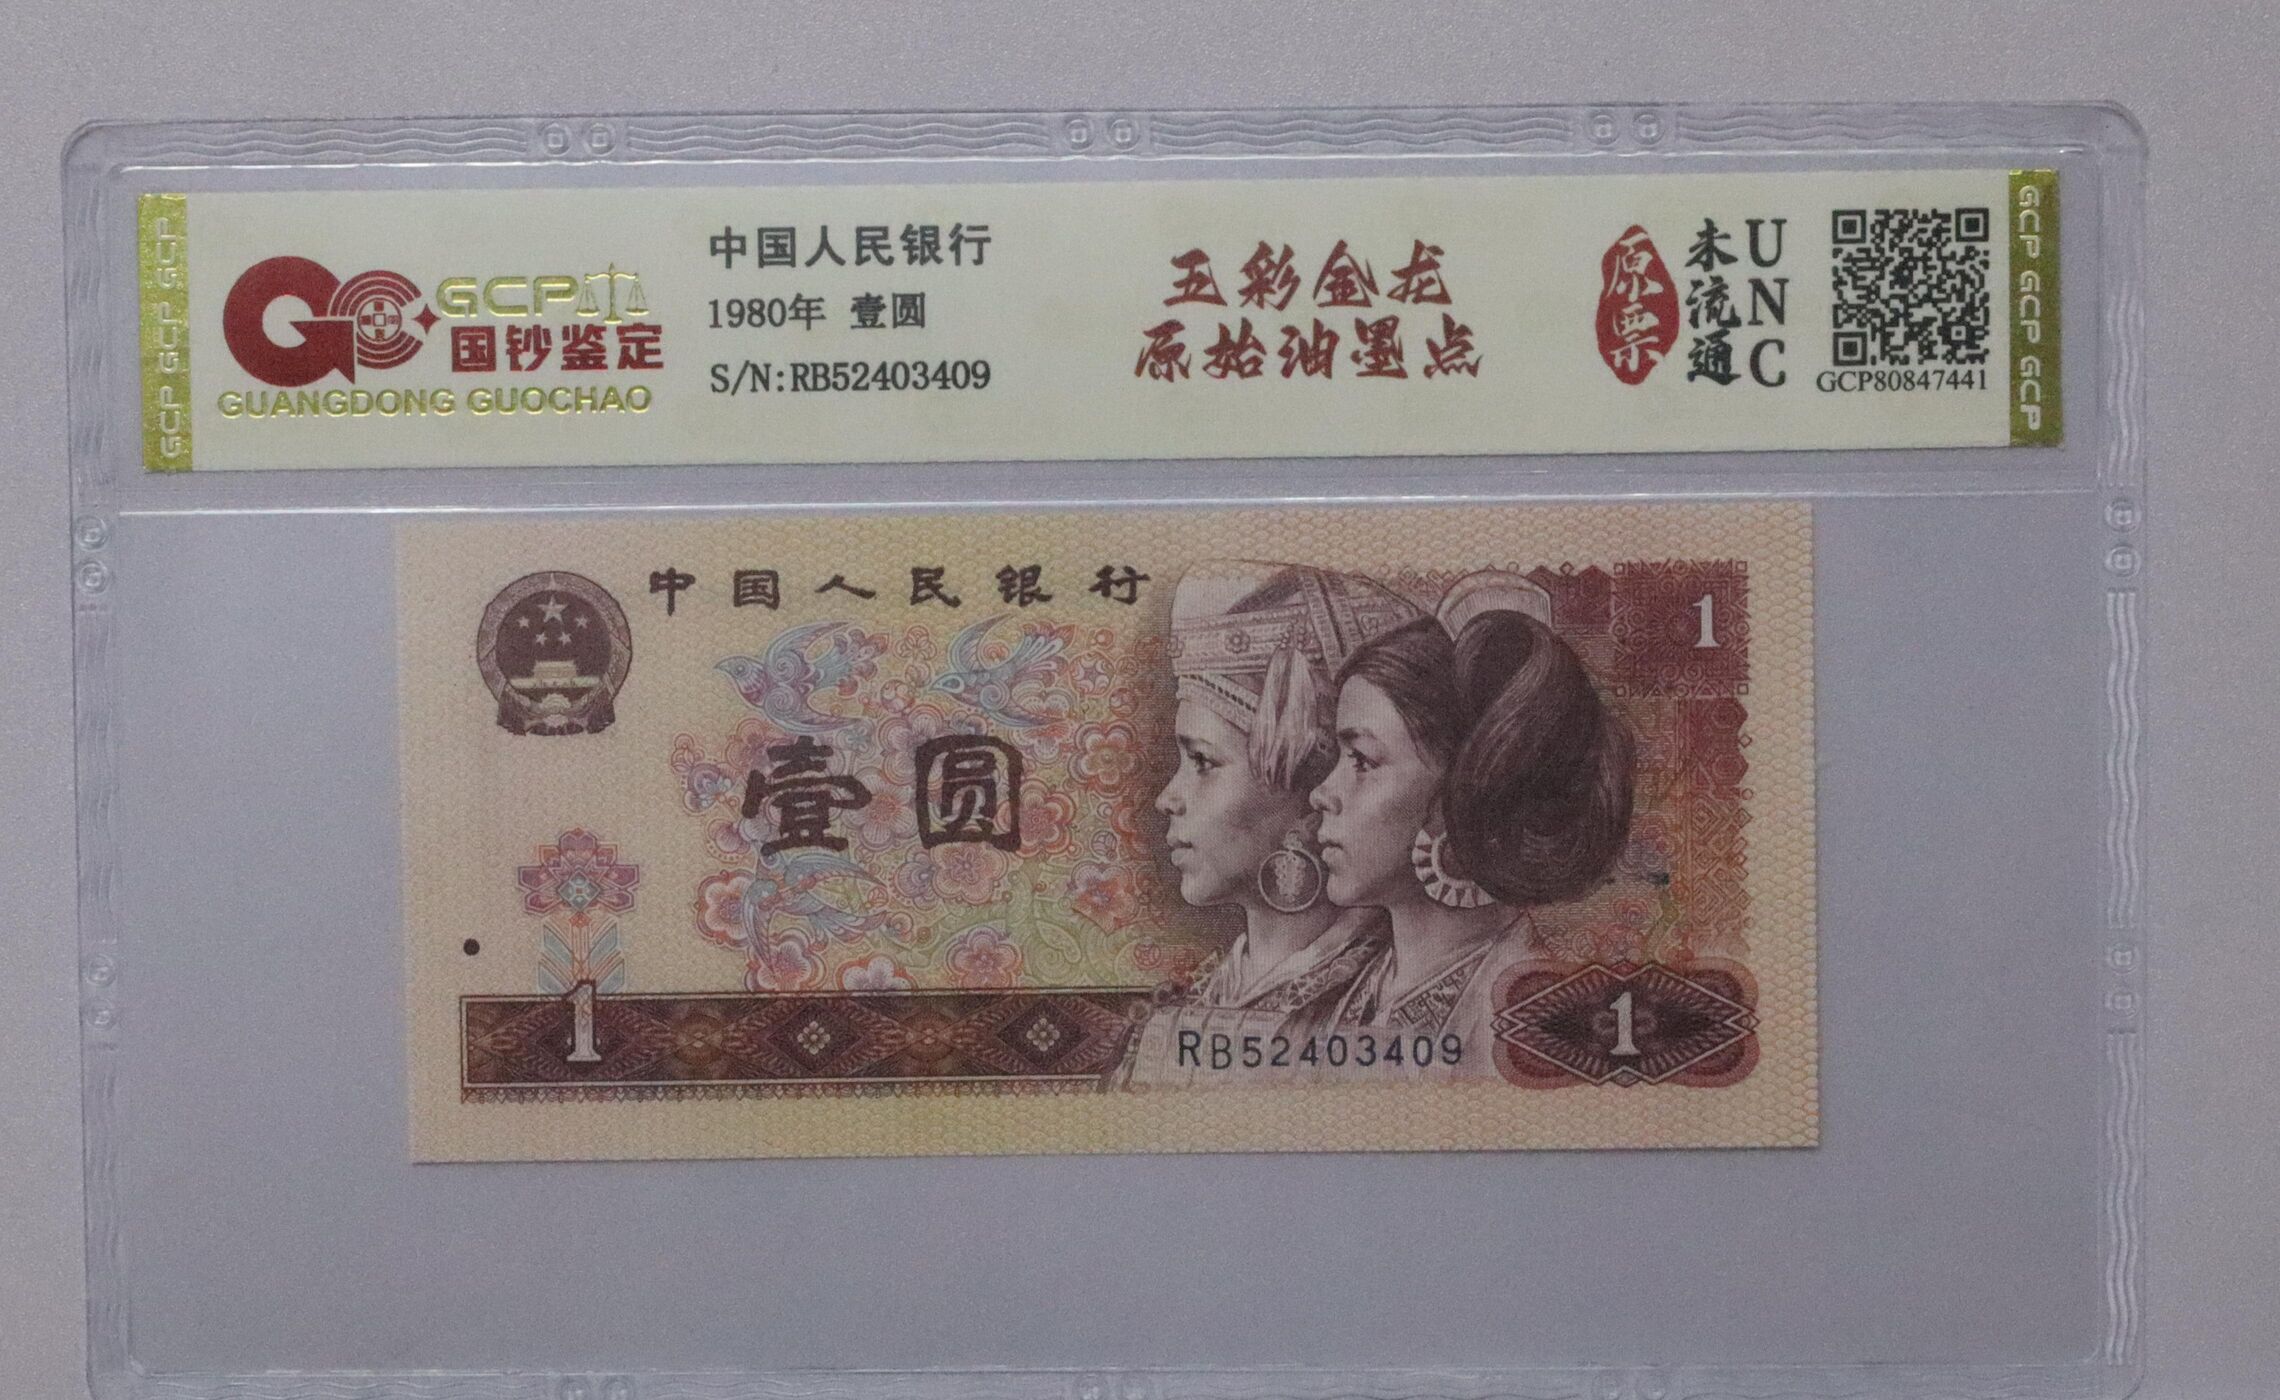 GCP GCP GCP
GCP
国钞鉴定
GUANGDONG GUOCHAO
中国人民银行
1980年 壹圆
S/N:RB52403409
五彩金龙
原始油墨点
原票
未流通
UNC
GCP80847441
GCP GCP GCP
中国人民银行
1
壹圆
1
RB52403409
1